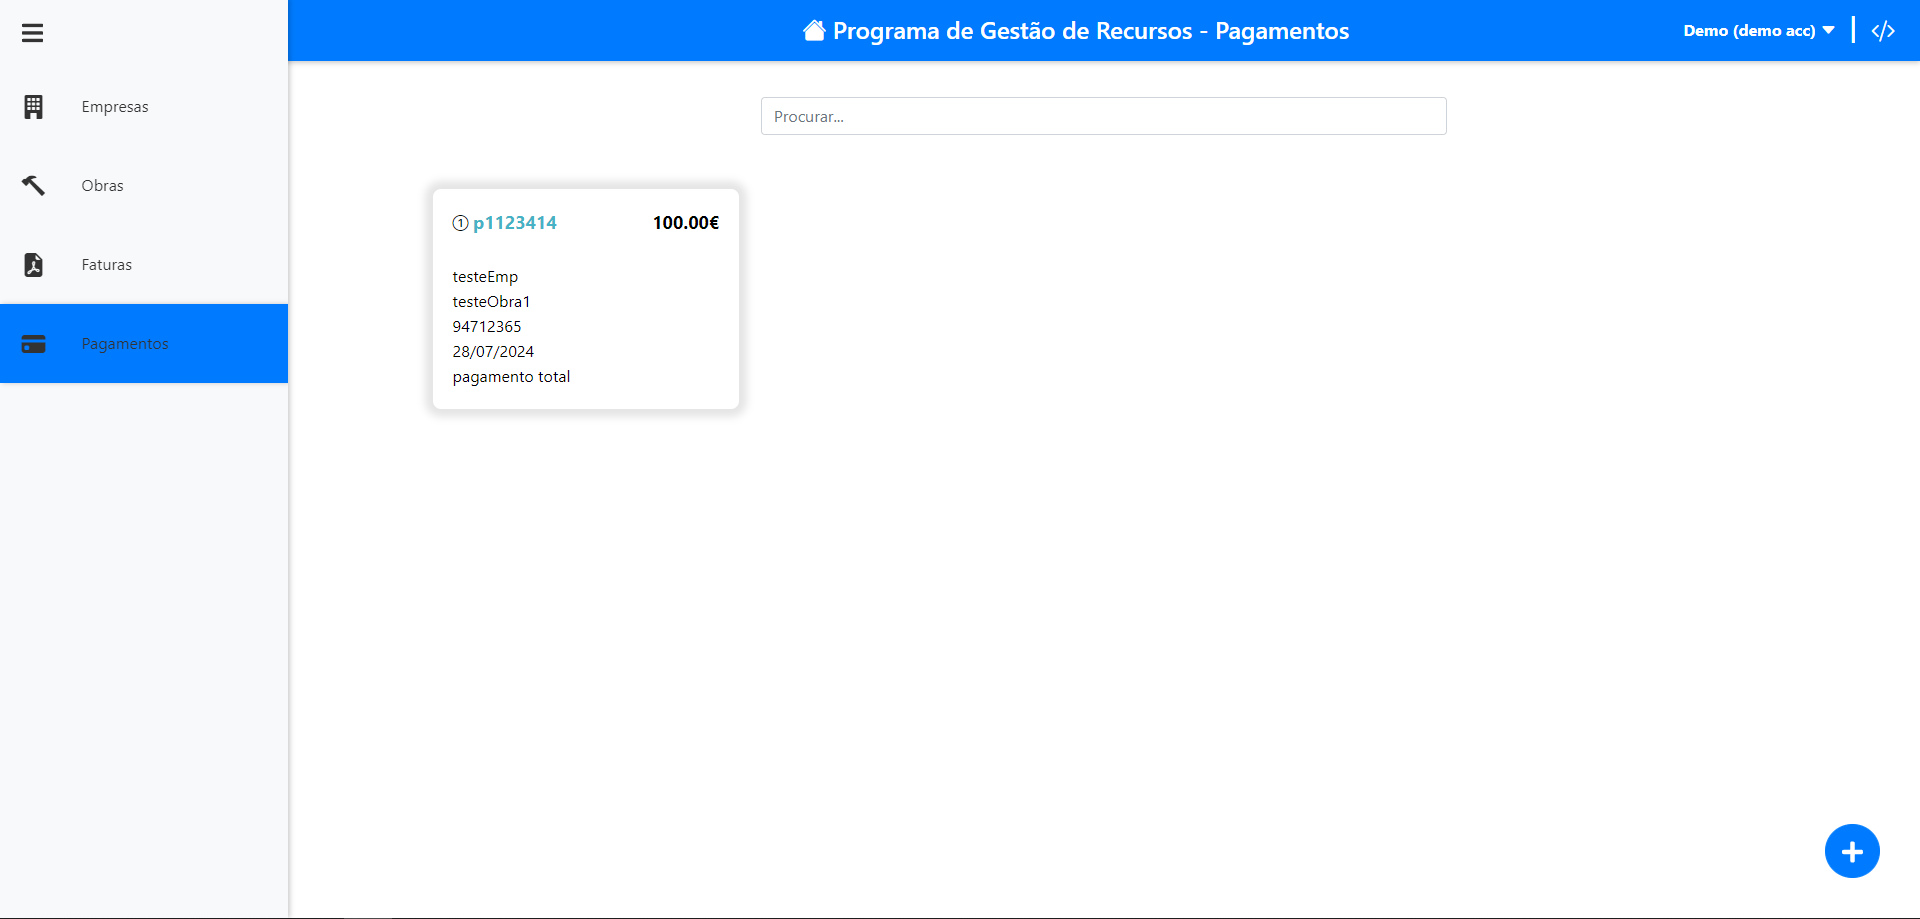 Programa de Gestão de Recursos - Pagamentos
Demo (demo acc)
Empresas
Obras
Faturas
Pagamentos
Procurar...
1 p1123414 100.00€
testeEmp
testeObra1
94712365
28/07/2024
pagamento total